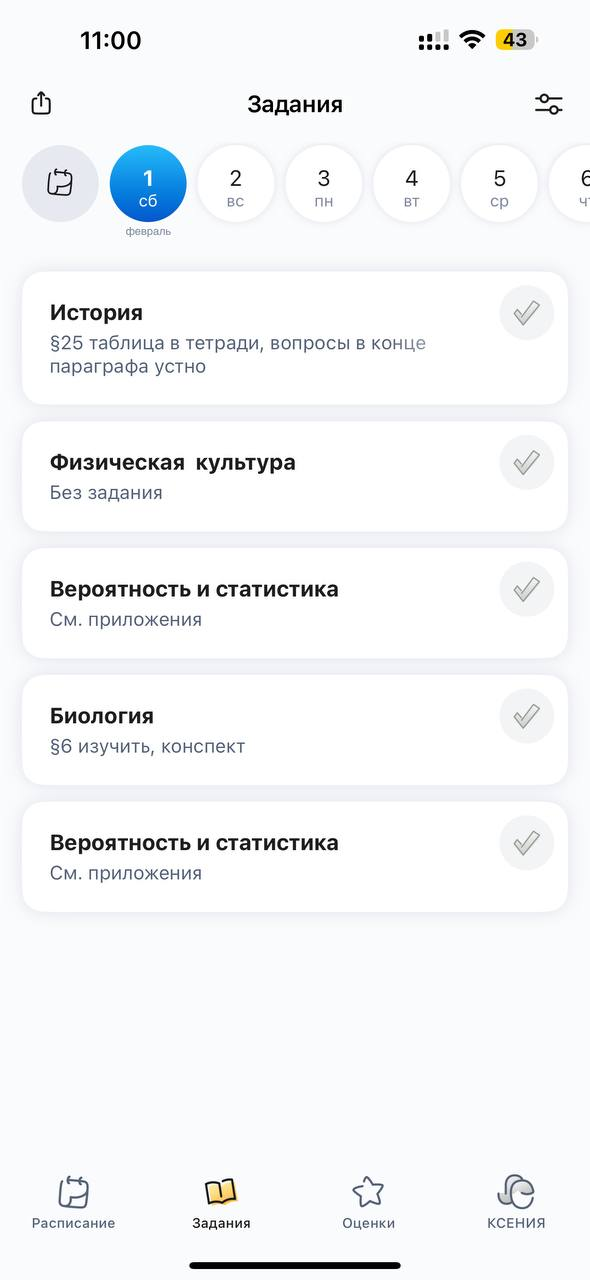 11:00
43
Задания
1
сб
февраль
2
вс
3
пн
4
вт
5
ср
6
чт
История
§25 таблица в тетради, вопросы в конце
параграфа устно
Физическая  культура
Без задания
Вероятность и статистика
См. приложения
Биология
§6 изучить, конспект
Вероятность и статистика
См. приложения
Расписание
Задания
Оценки
КСЕНИЯ